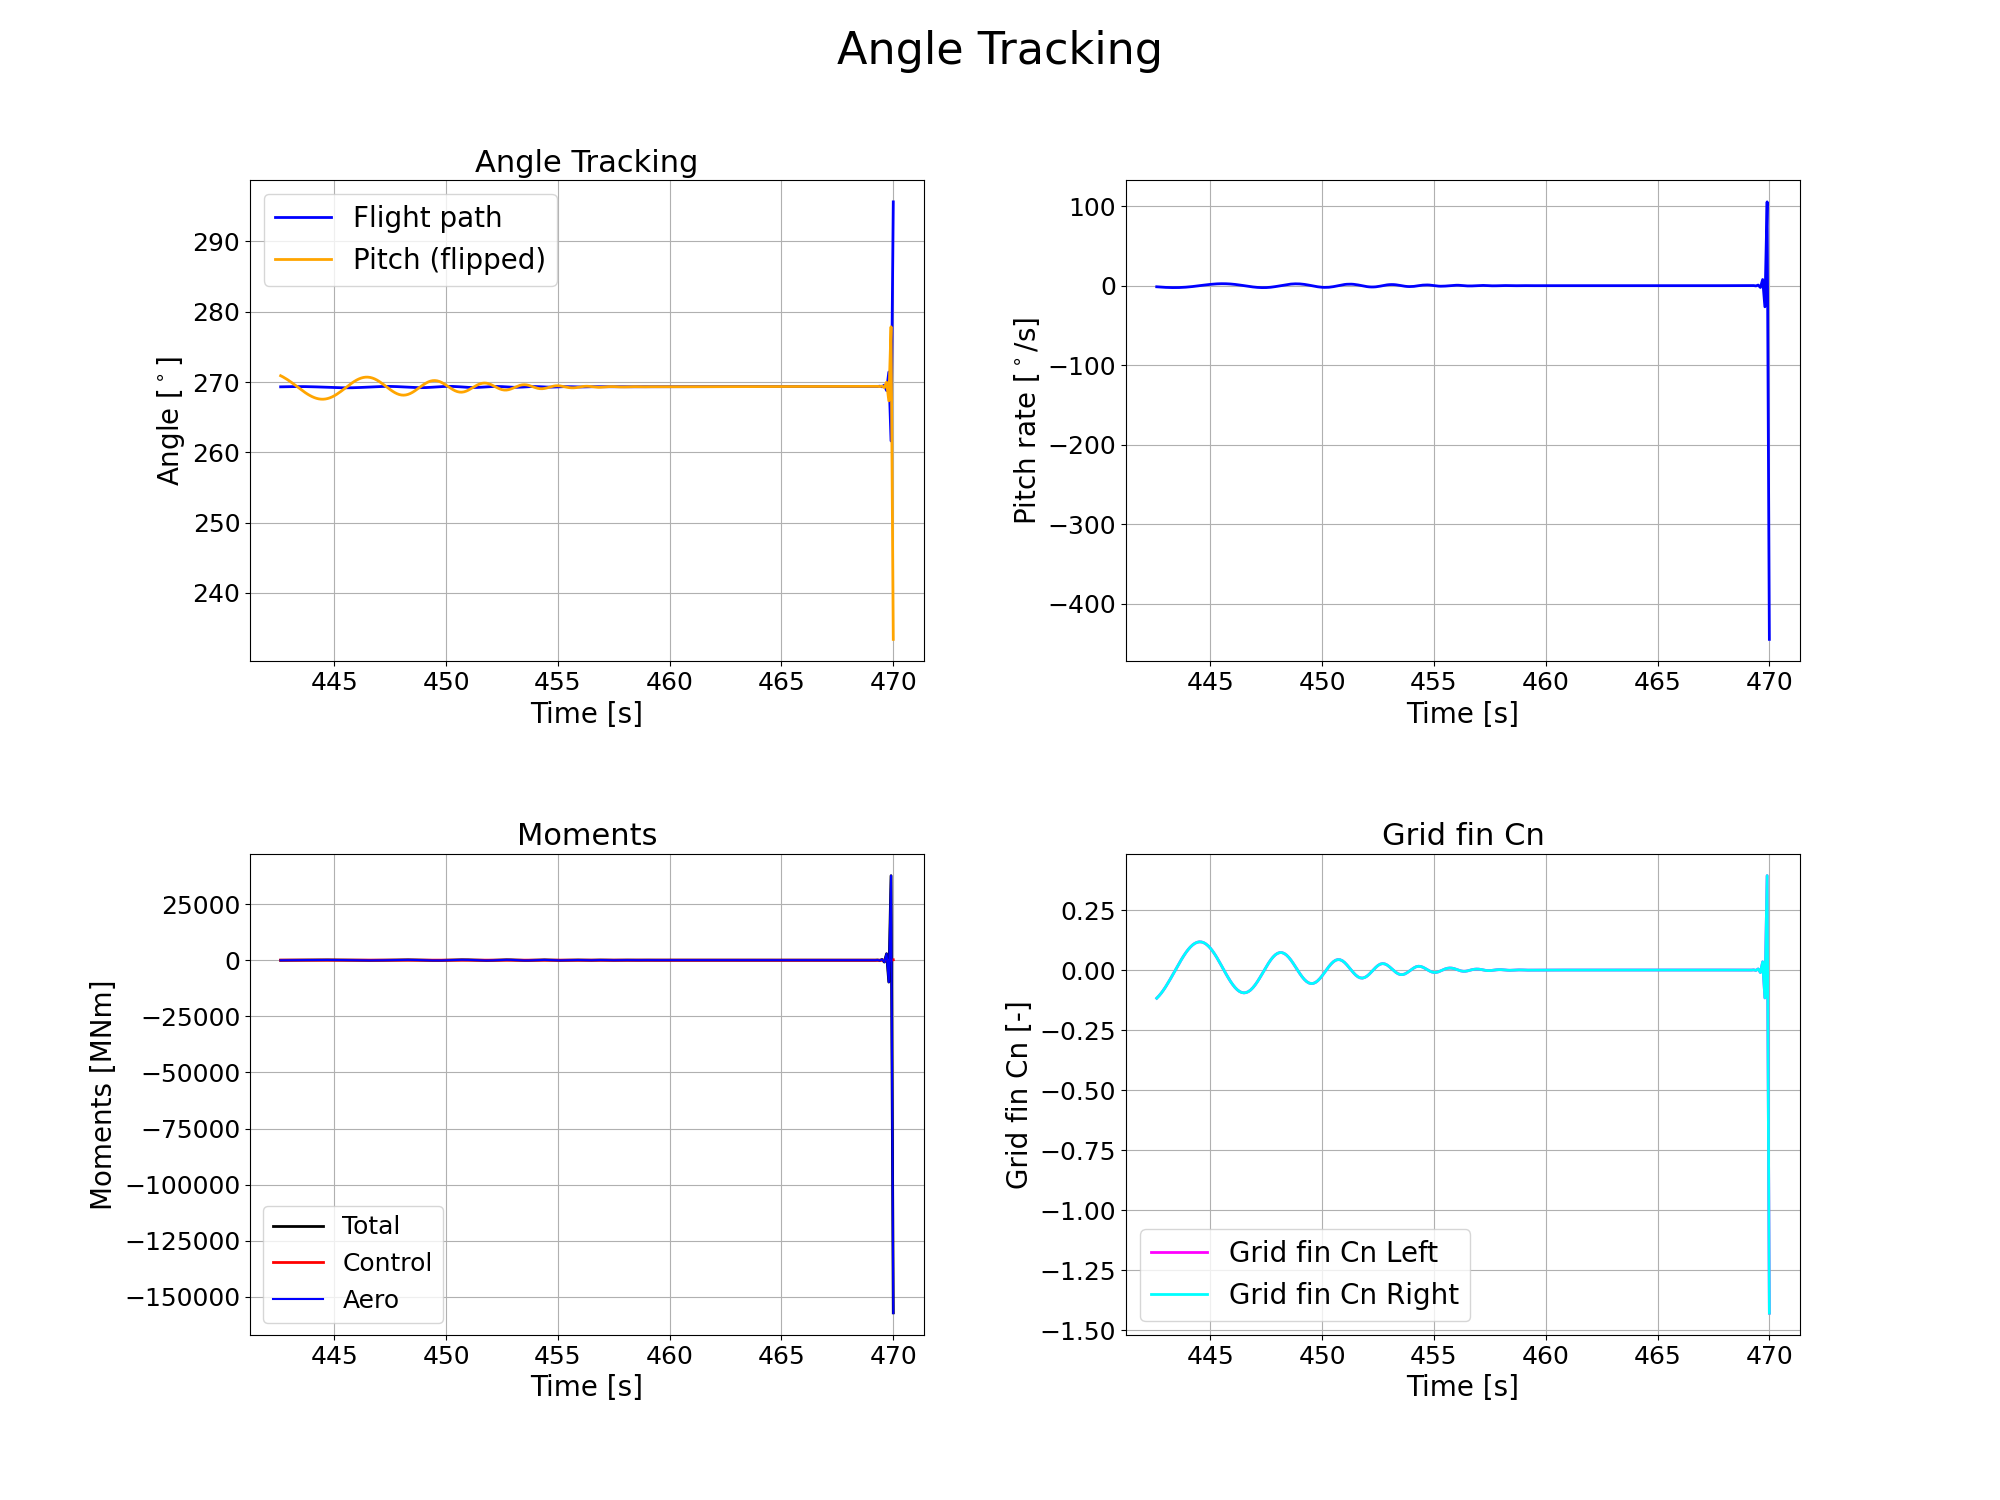 Angle Tracking
Angle Tracking
Flight path
Pitch (flipped)
290
280
270
260
250
240
Angle [°]
445 450 455 460 465 470
Time [s]
100
0
−100
−200
−300
−400
Pitch rate [°/s]
445 450 455 460 465 470
Time [s]
Moments
25000
0
−25000
−50000
−75000
−100000
−125000
−150000
Moments [MNm]
Total
Control
Aero
445 450 455 460 465 470
Time [s]
Grid fin Cn
0.25
0.00
−0.25
−0.50
−0.75
−1.00
−1.25
−1.50
Grid fin Cn [-]
Grid fin Cn Left
Grid fin Cn Right
445 450 455 460 465 470
Time [s]